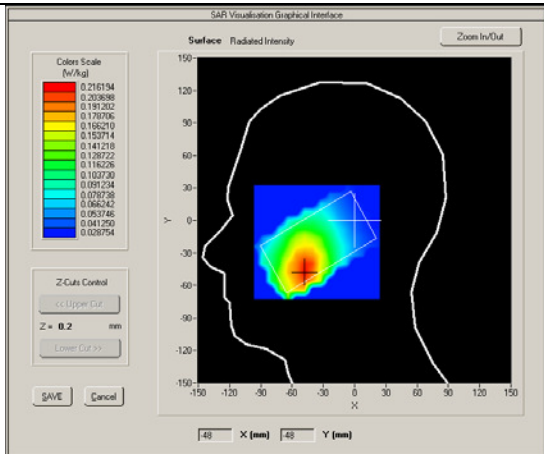 SAR Visualisation Graphical Interface
Surface Radiated Intensity
Zoom In/Out
Colors Scale
(W/kg)
0.216194
0.203698
0.191202
0.178706
0.166210
0.153714
0.141218
0.128722
0.116226
0.103730
0.091234
0.078738
0.066242
0.053746
0.041250
0.028754
Z-Cuts Control
<< Upper Cut
Z = 0.2 mm
Lower Cut >>
SAVE Cancel
Y
150-
120-
90-
60-
30-
0-
-30-
-60-
-90-
-120-
-150-
-150 -120 -90 -60 -30 0 30 60 90 120 150
X
-48 X (mm) -48 Y (mm)